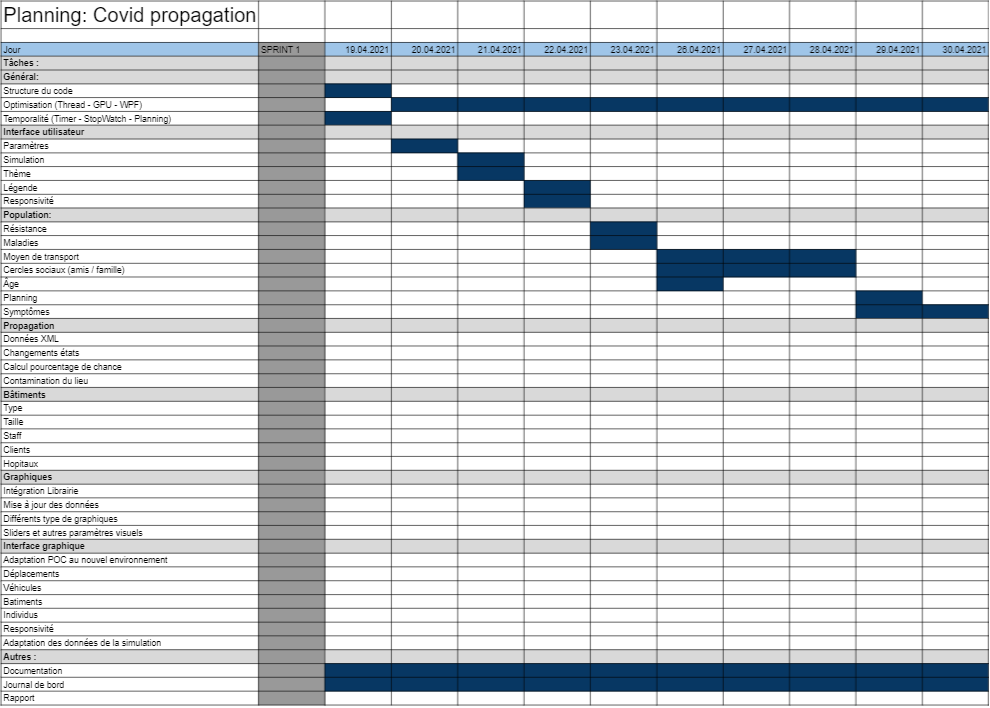 Planning: Covid propagation
Jour SPRINT 1 19.04.2021 20.04.2021 21.04.2021 22.04.2021 23.04.2021 26.04.2021 27.04.2021 28.04.2021 29.04.2021 30.04.2021
Tâches :
Général:
Structure du code
Optimisation (Thread - GPU - WPF)
Temporalité (Timer - StopWatch - Planning)
Interface utilisateur
Paramètres
Simulation
Thème
Légende
Responsivité
Population:
Résistance
Maladies
Moyen de transport
Cercles sociaux (amis / famille)
Âge
Planning
Symptômes
Propagation
Données XML
Changements états
Calcul pourcentage de chance
Contamination du lieu
Bâtiments
Type
Taille
Staff
Clients
Hopitaux
Graphiques
Intégration Librairie
Mise à jour des données
Différents type de graphiques
Sliders et autres paramètres visuels
Interface graphique
Adaptation POC au nouvel environnement
Déplacements
Véhicules
Batiments
Individus
Responsivité
Adaptation des données de la simulation
Autres :
Documentation
Journal de bord
Rapport